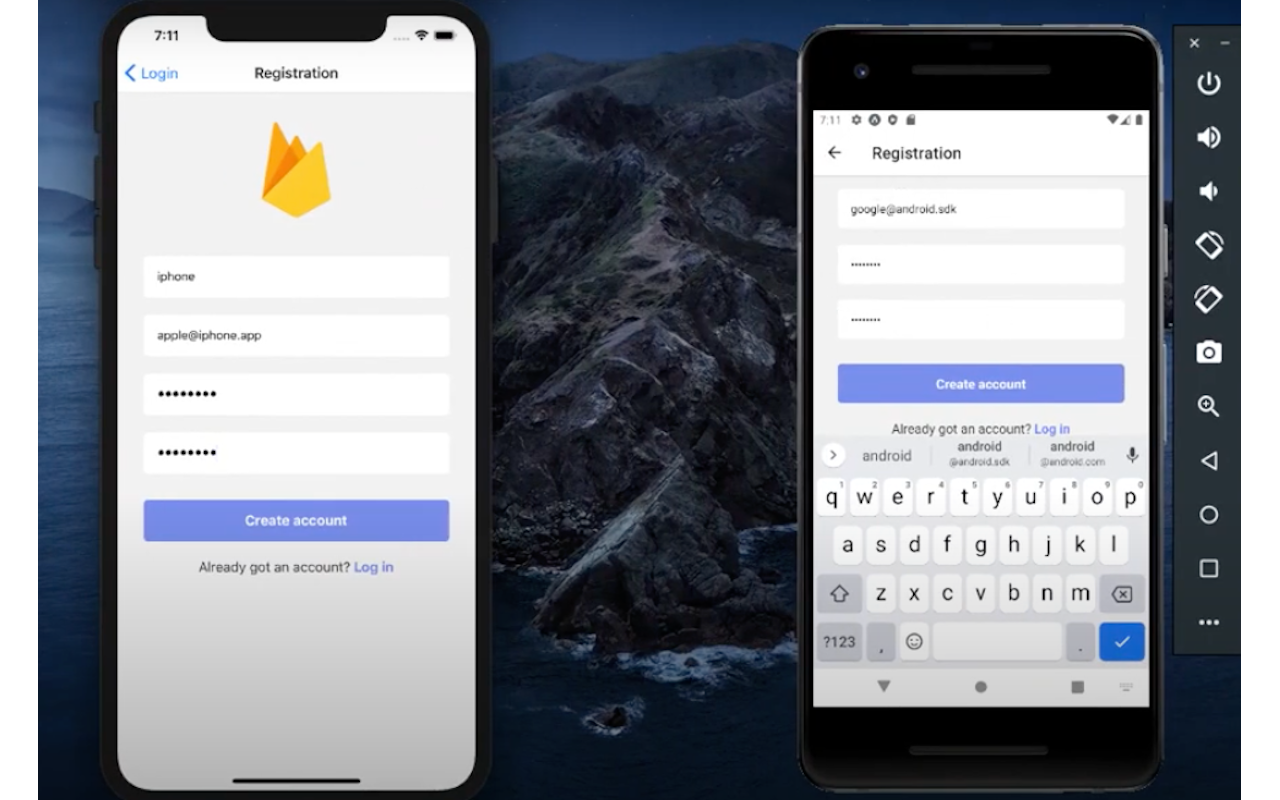 7:11
Login
Registration
iphone
apple@iphone.app
••••••••
••••••••
Create account
Already got an account? Log in
7:11
Registration
google@android.sdk
••••••••
••••••••
Create account
Already got an account? Log in
android android android
@android.sdk @android.com
1 2 3 4 5 6 7 8 9 0
q w e r t y u i o p
a s d f g h j k l
z x c v b n m
?123 , .